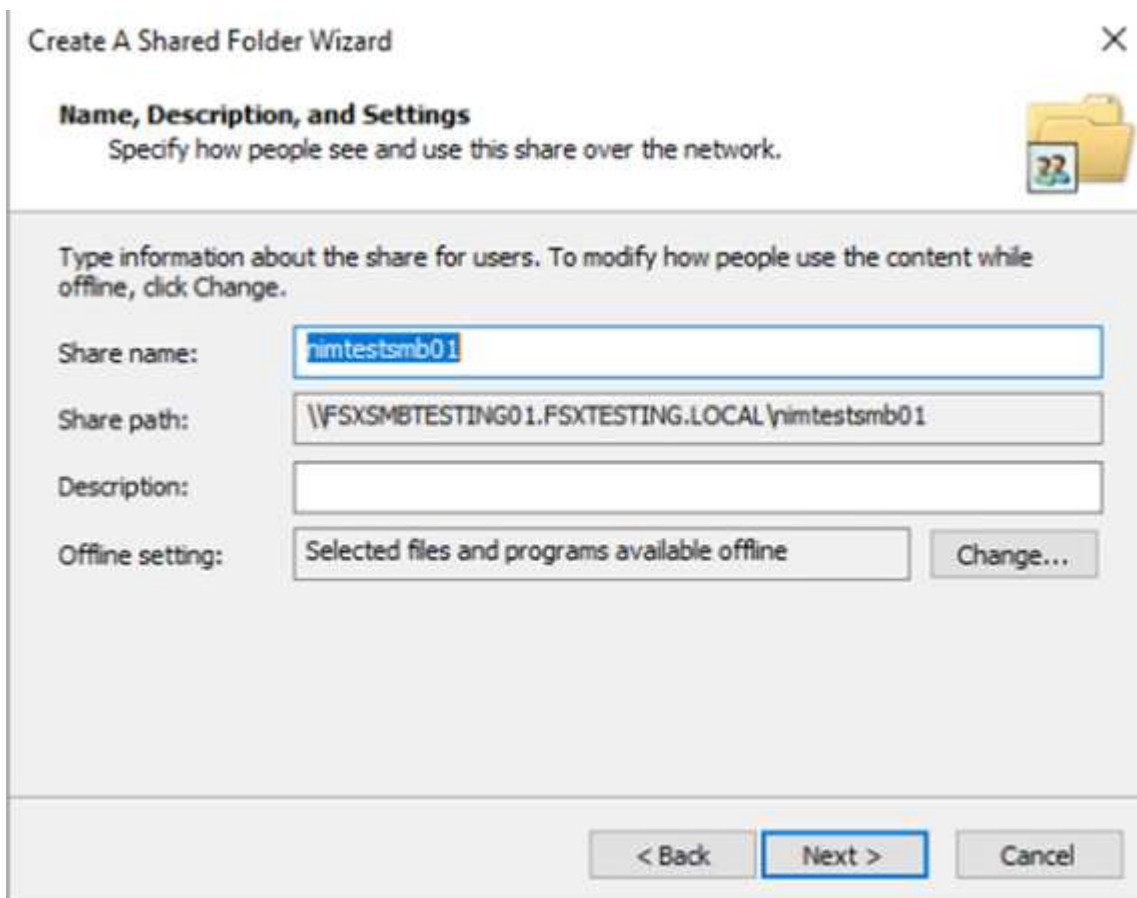 Create A Shared Folder Wizard
Name, Description, and Settings
Specify how people see and use this share over the network.
Type information about the share for users. To modify how people use the content while
offline, click Change.
Share name: nimtestsmb01
Share path: \\FSXSMBTESTING01.FSXTESTING.LOCAL\nimtestsmb01
Description:
Offline setting: Selected files and programs available offline Change...
< Back Next > Cancel